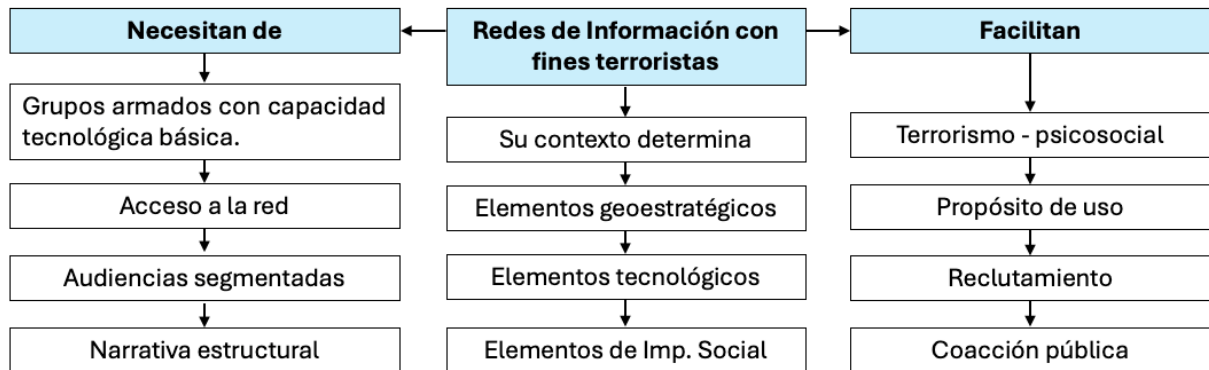 Necesitan de
Grupos armados con capacidad
tecnológica básica.
Acceso a la red
Audiencias segmentadas
Narrativa estructural
Redes de Información con
fines terroristas
Su contexto determina
Elementos geoestratégicos
Elementos tecnológicos
Elementos de Imp. Social
Facilitan
Terrorismo - psicosocial
Propósito de uso
Reclutamiento
Coacción pública